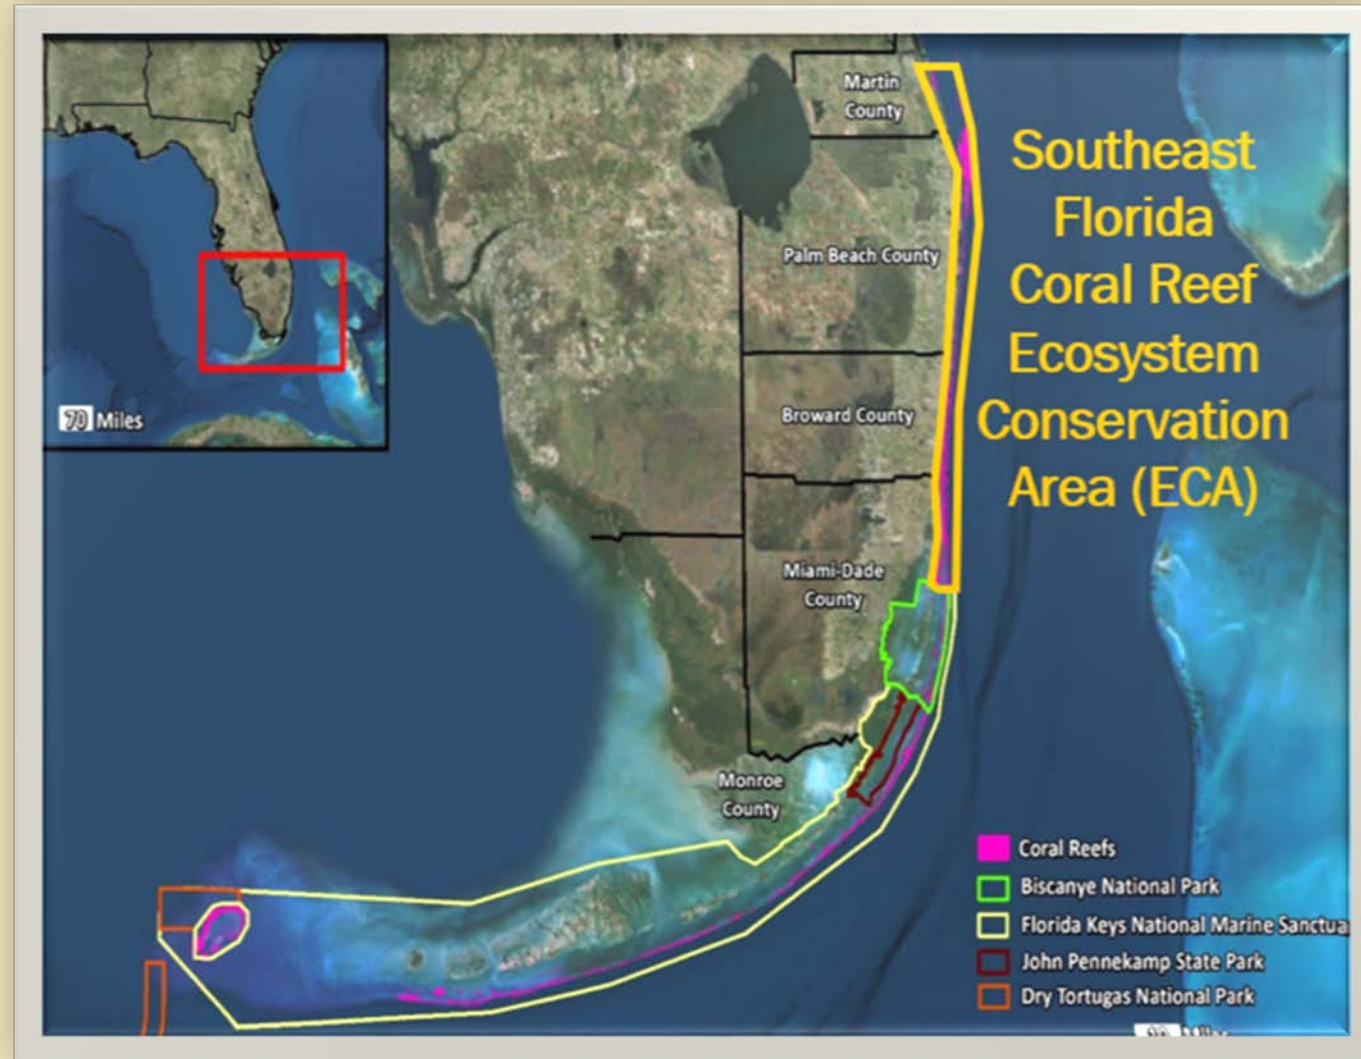 70 Miles
Martin
County
Palm Beach County
Broward County
Miami-Dade
County
Monroe
County
Southeast
Florida
Coral Reef
Ecosystem
Conservation
Area (ECA)
Coral Reefs
Biscanye National Park
Florida Keys National Marine Sanctua
John Pennekamp State Park
Dry Tortugas National Park